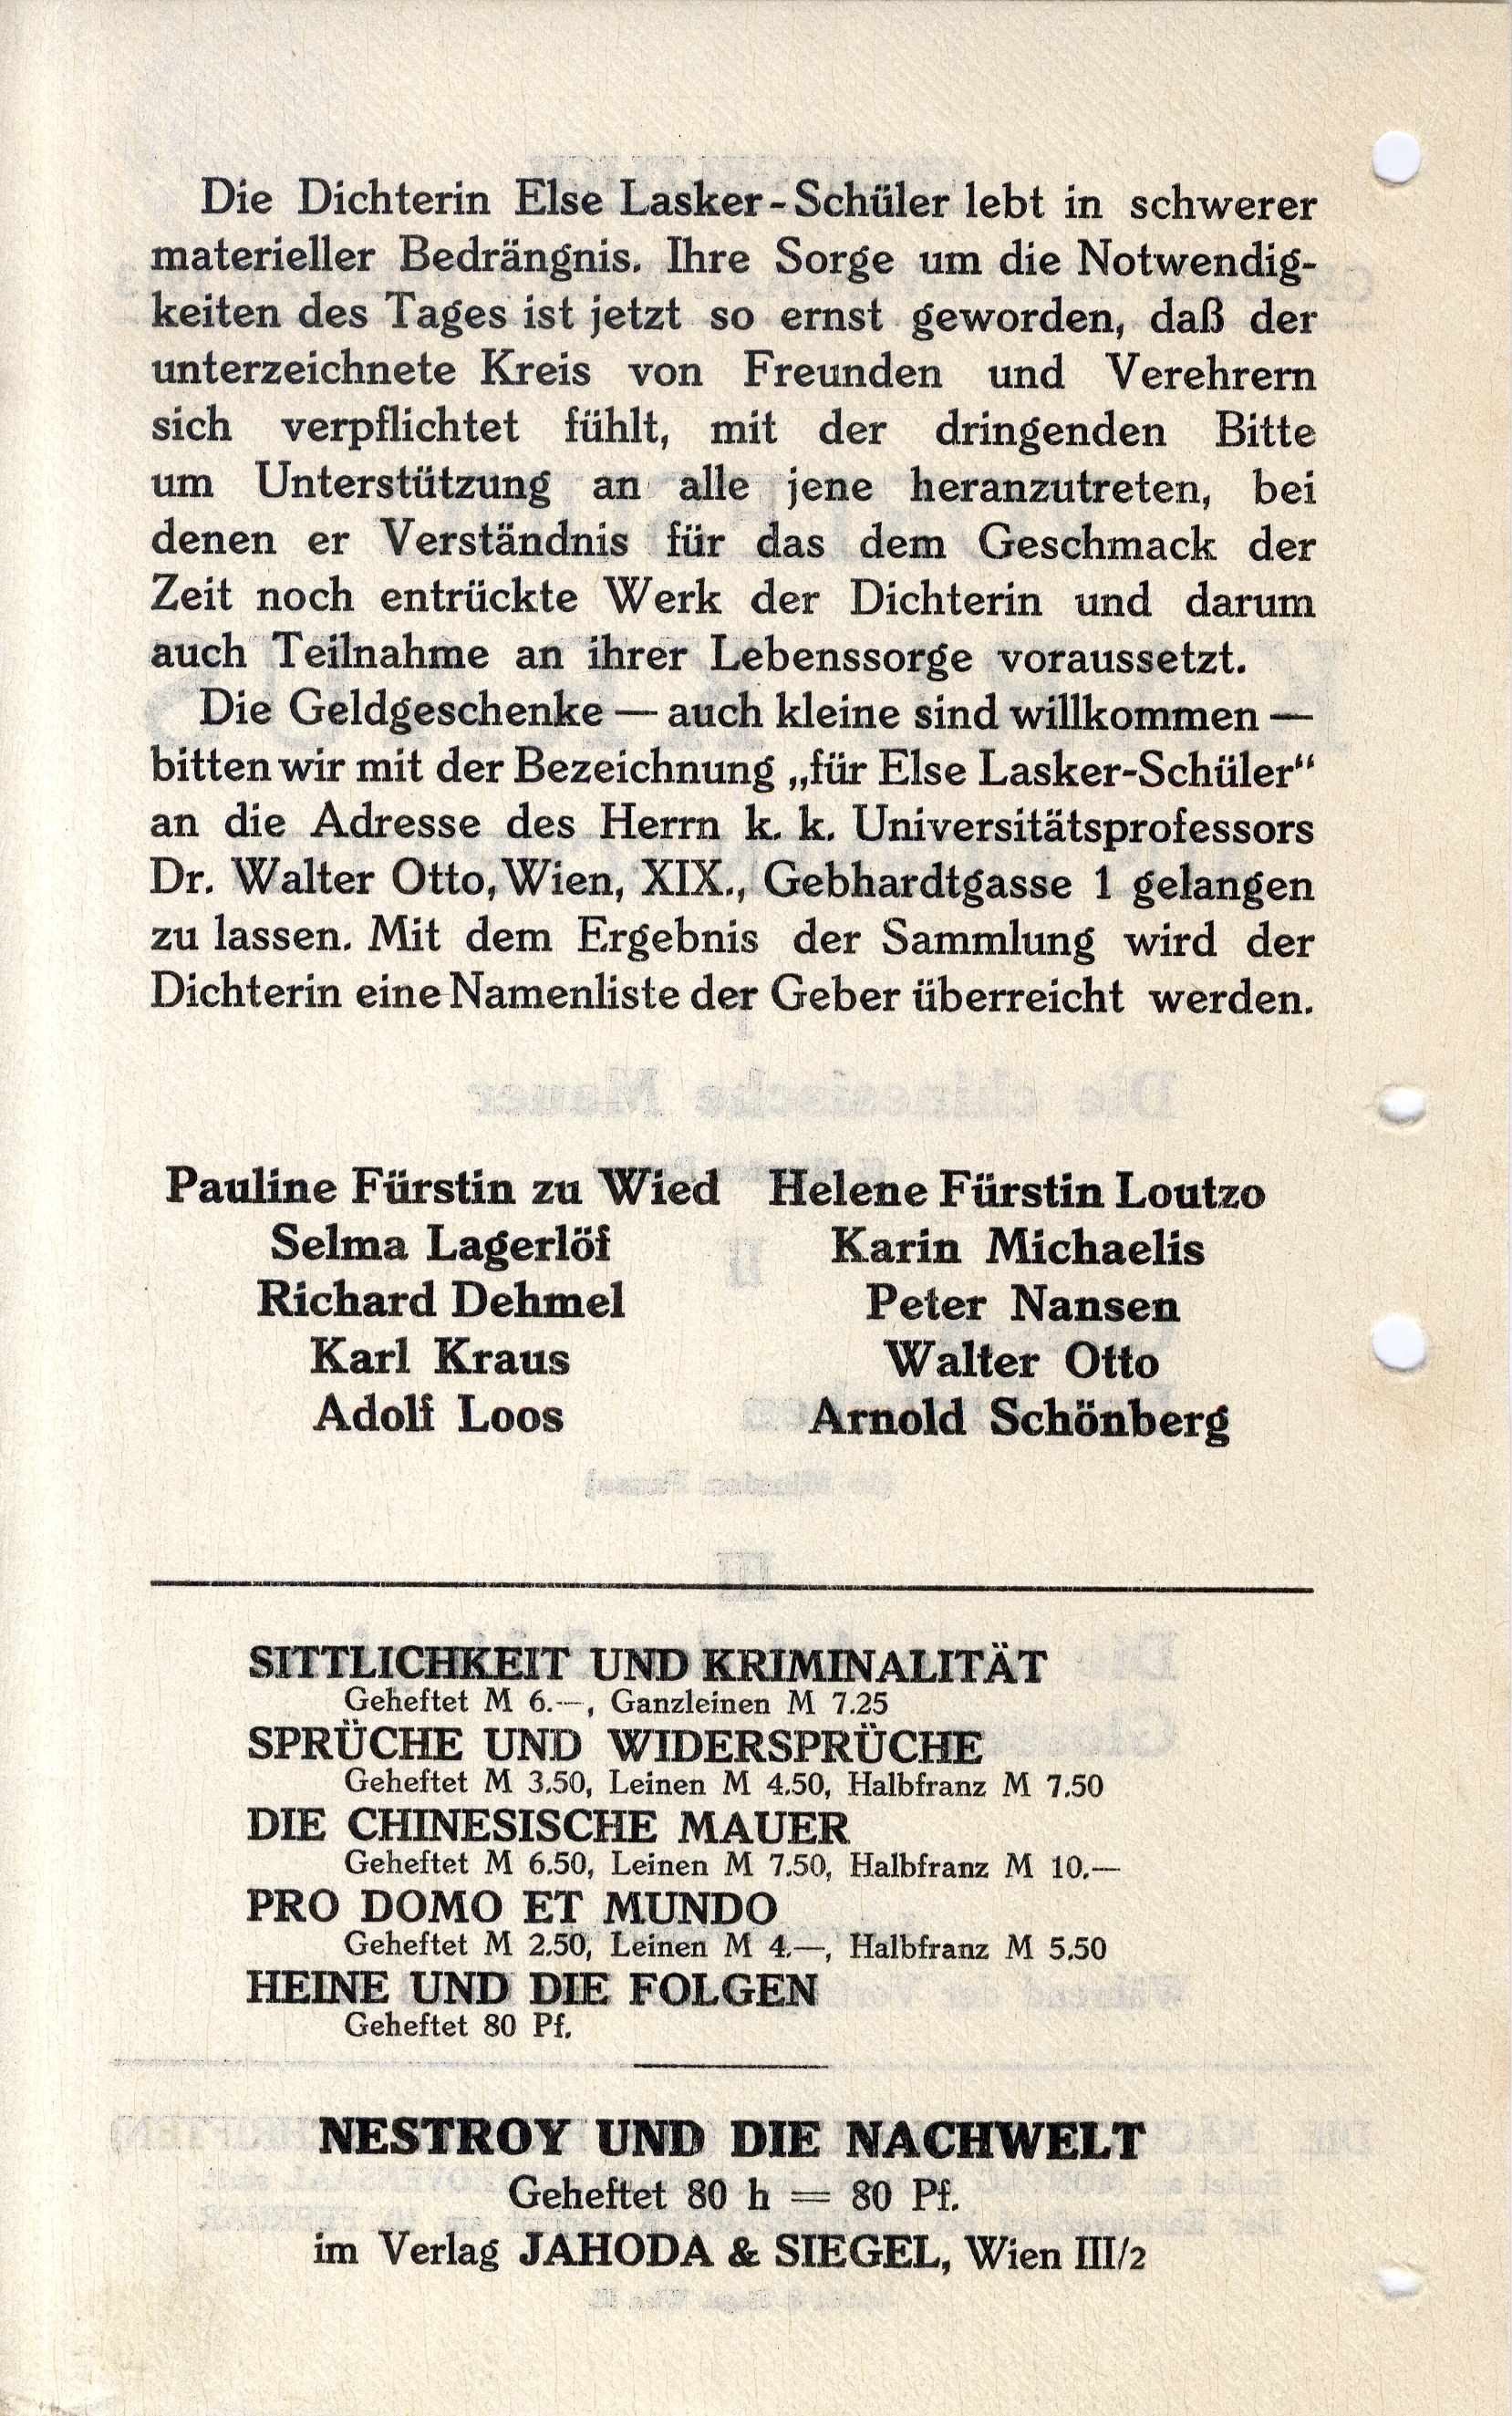 Die Dichterin Else Lasker-Schüler lebt in schwerer
materieller Bedrängnis. Ihre Sorge um die Notwendig-
keiten des Tages ist jetzt so ernst geworden, daß der
unterzeichnete Kreis von Freunden und Verehrern
sich verpflichtet fühlt, mit der dringenden Bitte
um Unterstützung an alle jene heranzutreten, bei
denen er Verständnis für das dem Geschmack der
Zeit noch entrückte Werk der Dichterin und darum
auch Teilnahme an ihrer Lebenssorge voraussetzt.
Die Geldgeschenke — auch kleine sind willkommen —
bitten wir mit der Bezeichnung „für Else Lasker-Schüler“
an die Adresse des Herrn k. k. Universitätsprofessors
Dr. Walter Otto, Wien, XIX., Gebhardtgasse 1 gelangen
zu lassen. Mit dem Ergebnis der Sammlung wird der
Dichterin eine Namenliste der Geber überreicht werden.
Pauline Fürstin zu Wied Helene Fürstin Loutzo
Selma Lagerlöf Karin Michaelis
Richard Dehmel Peter Nansen
Karl Kraus Walter Otto
Adolf Loos Arnold Schönberg
SITTLICHKEIT UND KRIMINALITÄT
Geheftet M 6.—, Ganzleinen M 7.25
SPRÜCHE UND WIDERSPRÜCHE
Geheftet M 3.50, Leinen M 4.50, Halbfranz M 7.50
DIE CHINESISCHE MAUER
Geheftet M 6.50, Leinen M 7.50, Halbfranz M 10.—
PRO DOMO ET MUNDO
Geheftet M 2.50, Leinen M 4.—, Halbfranz M 5.50
HEINE UND DIE FOLGEN
Geheftet 80 Pf.
NESTROY UND DIE NACHWELT
Geheftet 80 h = 80 Pf.
im Verlag JAHODA & SIEGEL, Wien III/2